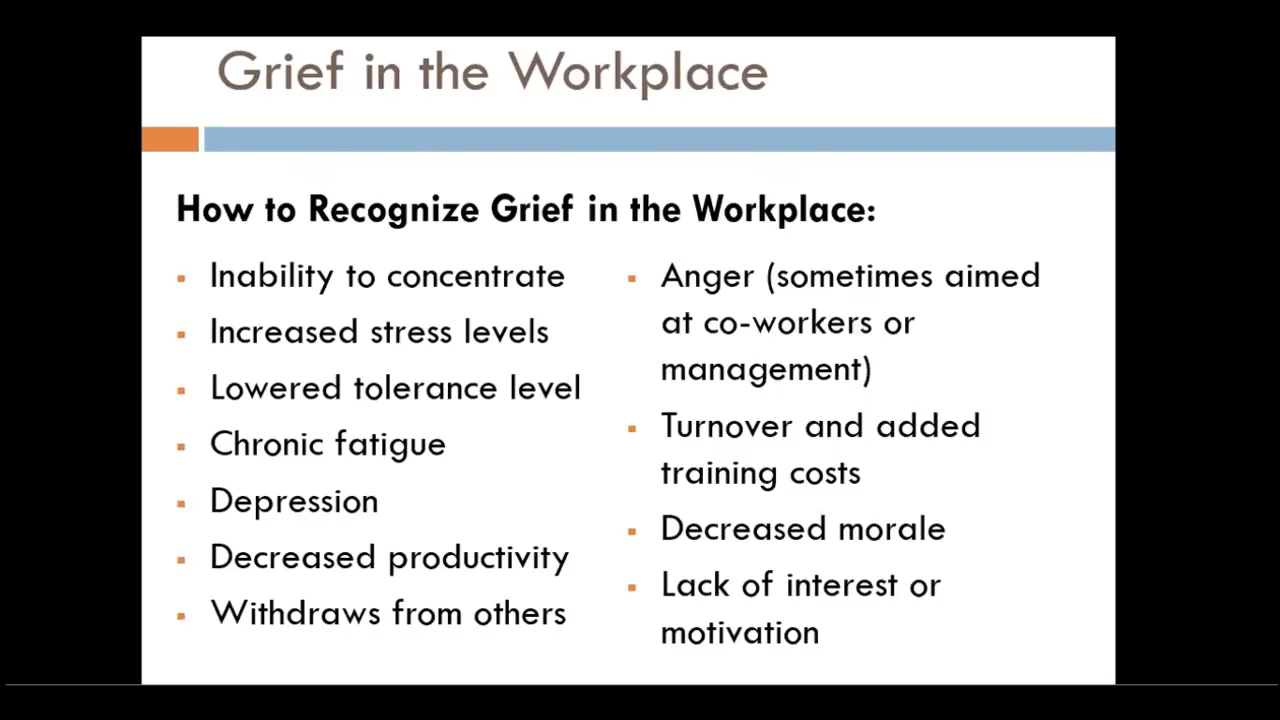 Grief in the Workplace
How to Recognize Grief in the Workplace:
Inability to concentrate
Increased stress levels
Lowered tolerance level
Chronic fatigue
Depression
Decreased productivity
Withdraws from others
Anger (sometimes aimed
at co-workers or
management)
Turnover and added
training costs
Decreased morale
Lack of interest or
motivation